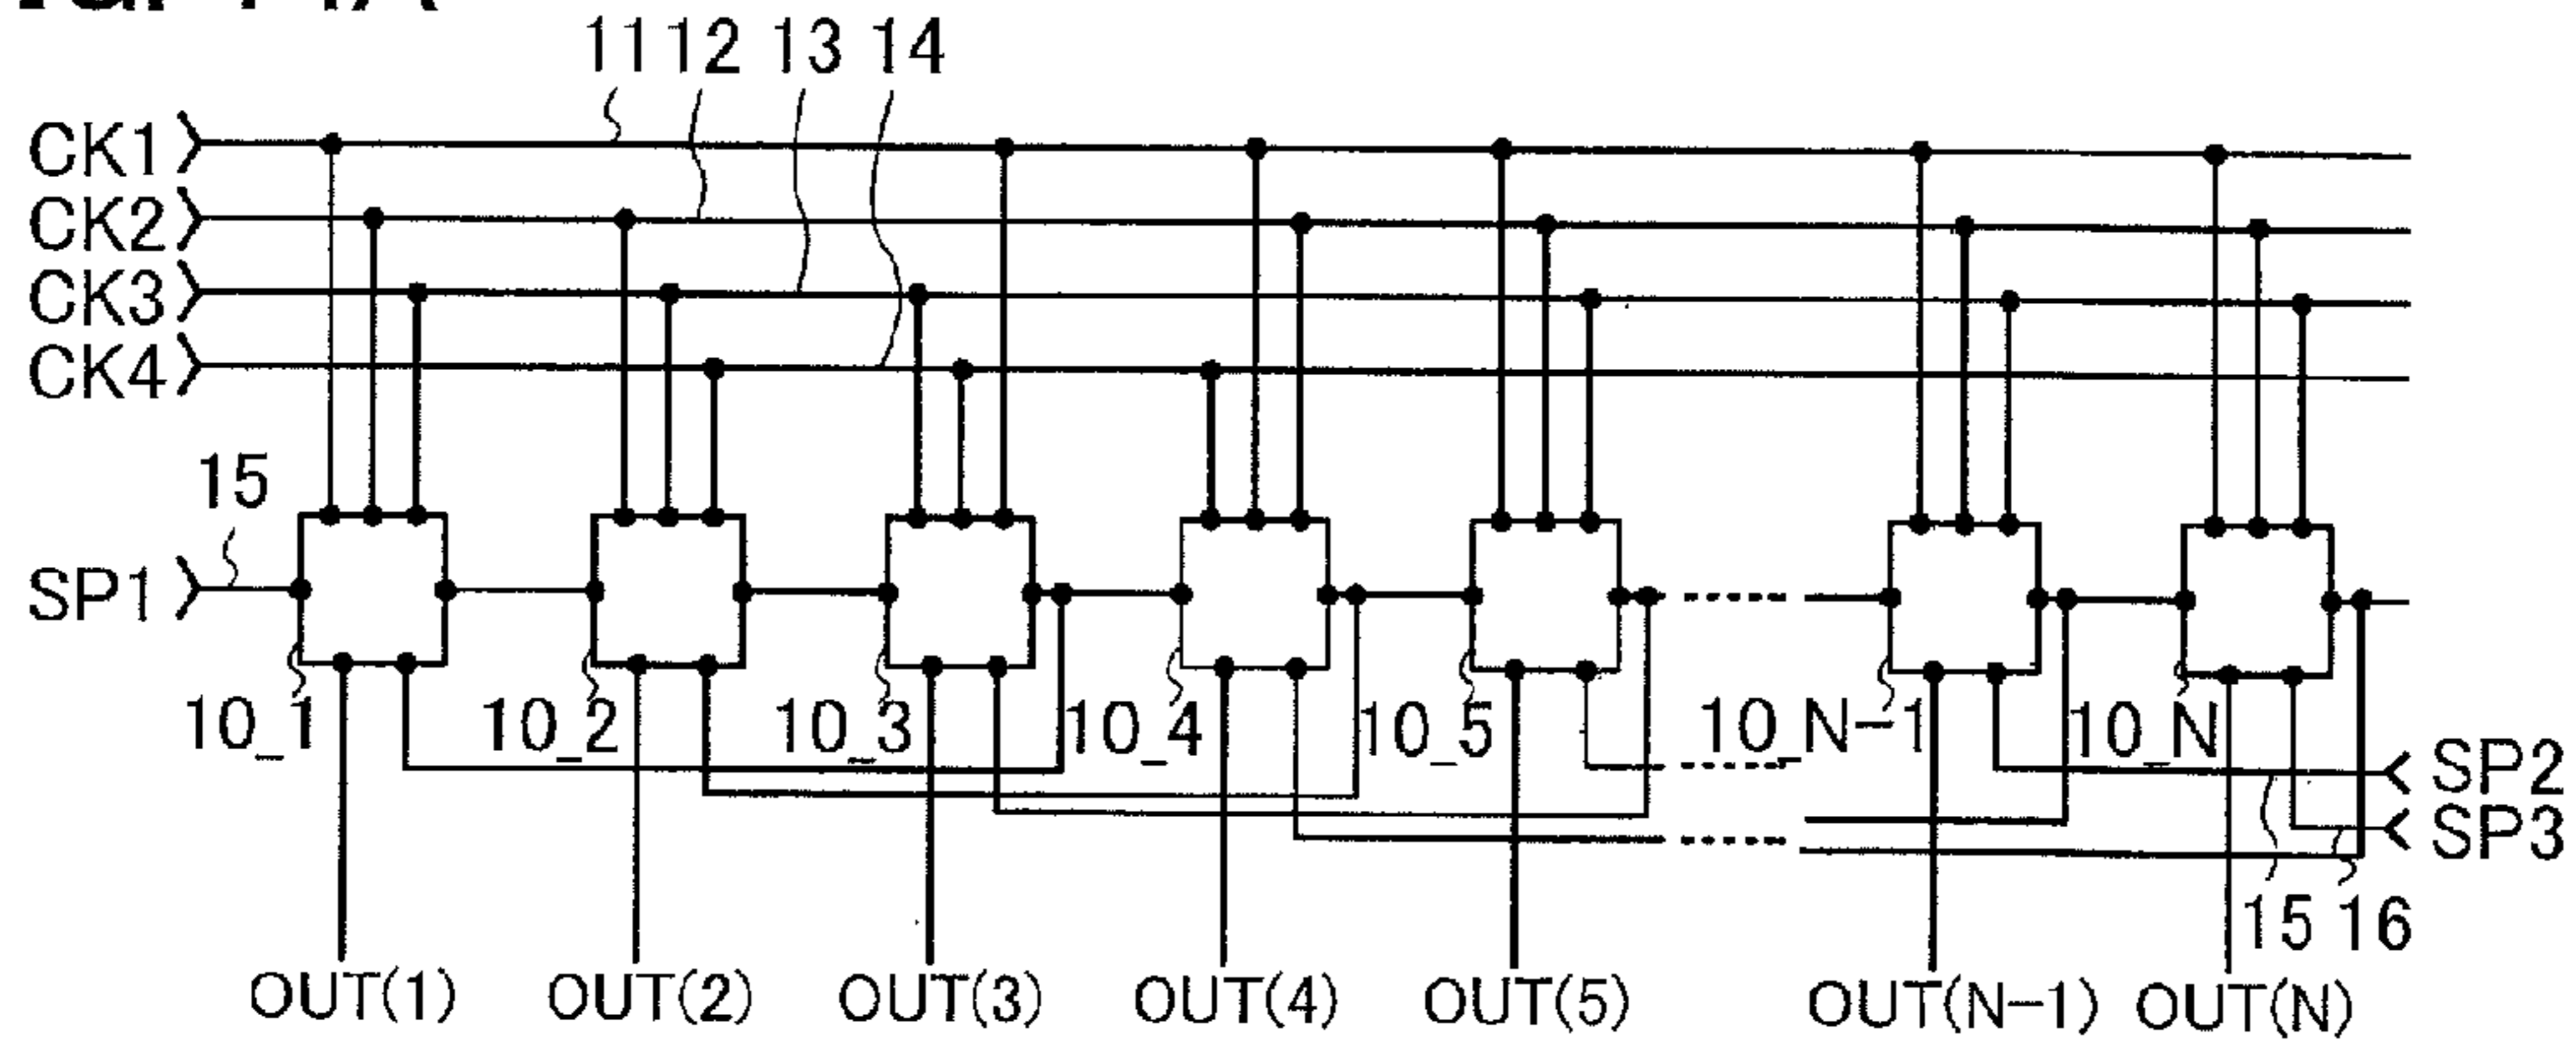 11 12 13 14
CK1
CK2
CK3
CK4
15
SP1
10_1 10_2 10_3 10_4 10_5 10_N-1 10_N
SP2
SP3
15 16
OUT(1) OUT(2) OUT(3) OUT(4) OUT(5) OUT(N-1) OUT(N)